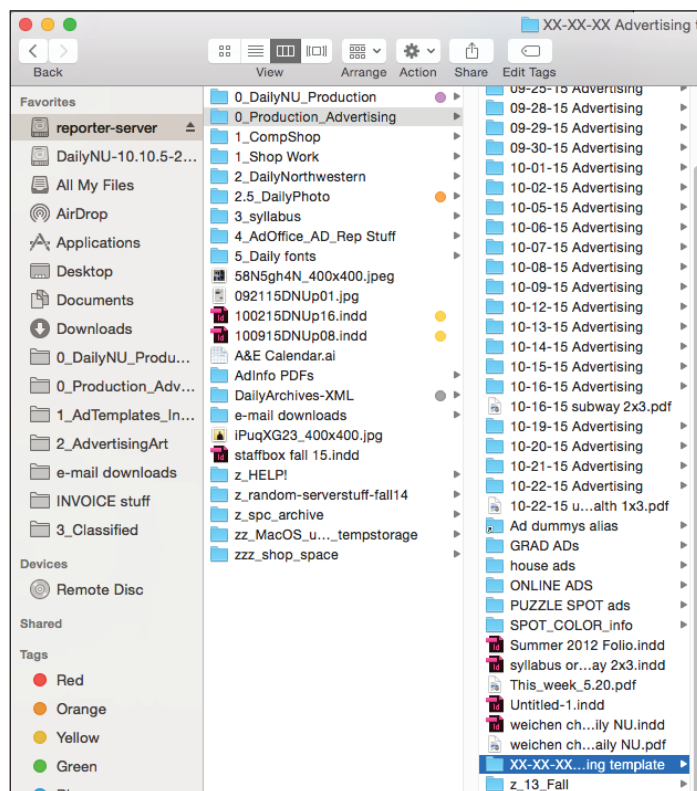 XX-XX-XX Advertising
Back
View
Arrange
Action
Share
Edit Tags
Favorites
reporter-server
DailyNU-10.10.5-2...
All My Files
AirDrop
Applications
Desktop
Documents
Downloads
0_DailyNU_Produ...
0_Production_Adv...
1_AdTemplates_In...
2_AdvertisingArt
e-mail downloads
INVOICE stuff
3_Classified
Devices
Remote Disc
Shared
Tags
Red
Orange
Yellow
Green
0_DailyNU_Production
0_Production_Advertising
1_CompShop
1_Shop Work
2_DailyNorthwestern
2.5_DailyPhoto
3_syllabus
4_AdOffice_AD_Rep Stuff
5_Daily fonts
58N5gh4N_400x400.jpeg
092115DNUp01.jpg
100215DNUp16.indd
100915DNUp08.indd
A&E Calendar.ai
AdInfo PDFs
DailyArchives-XML
e-mail downloads
iPuqXG23_400x400.jpg
staffbox fall 15.indd
z_HELP!
z_random-serverstuff-fall14
z_spc_archive
zz_MacOS_u..._tempstorage
zzz_shop_space
09-25-15 Advertising
09-28-15 Advertising
09-29-15 Advertising
09-30-15 Advertising
10-01-15 Advertising
10-02-15 Advertising
10-05-15 Advertising
10-06-15 Advertising
10-07-15 Advertising
10-08-15 Advertising
10-09-15 Advertising
10-12-15 Advertising
10-13-15 Advertising
10-14-15 Advertising
10-15-15 Advertising
10-16-15 Advertising
10-16-15 subway 2x3.pdf
10-19-15 Advertising
10-20-15 Advertising
10-21-15 Advertising
10-22-15 Advertising
10-22-15 u...alth 1x3.pdf
Ad dummys alias
GRAD ADs
house ads
ONLINE ADS
PUZZLE SPOT ads
SPOT_COLOR_info
Summer 2012 Folio.indd
syllabus or...ay 2x3.indd
This_week_5.20.pdf
Untitled-1.indd
weichen ch...ily NU.indd
weichen ch...aily NU.pdf
XX-XX-XX...ing template
z_13_Fall